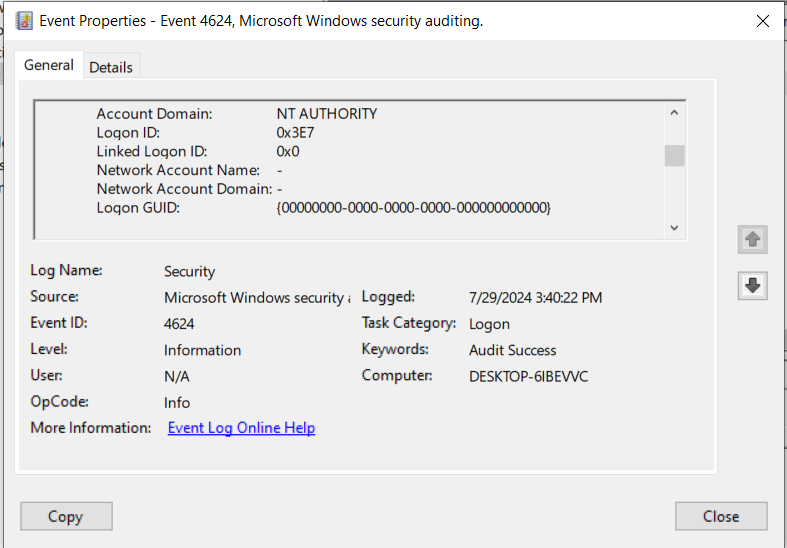 Event Properties - Event 4624, Microsoft Windows security auditing.
General
Details
Account Domain: NT AUTHORITY
Logon ID: 0x3E7
Linked Logon ID: 0x0
Network Account Name: -
Network Account Domain: -
Logon GUID: {00000000-0000-0000-0000-000000000000}
Log Name: Security
Source: Microsoft Windows security a Logged: 7/29/2024 3:40:22 PM
Event ID: 4624 Task Category: Logon
Level: Information Keywords: Audit Success
User: N/A Computer: DESKTOP-6IBEVVC
OpCode: Info
More Information: Event Log Online Help
Copy
Close